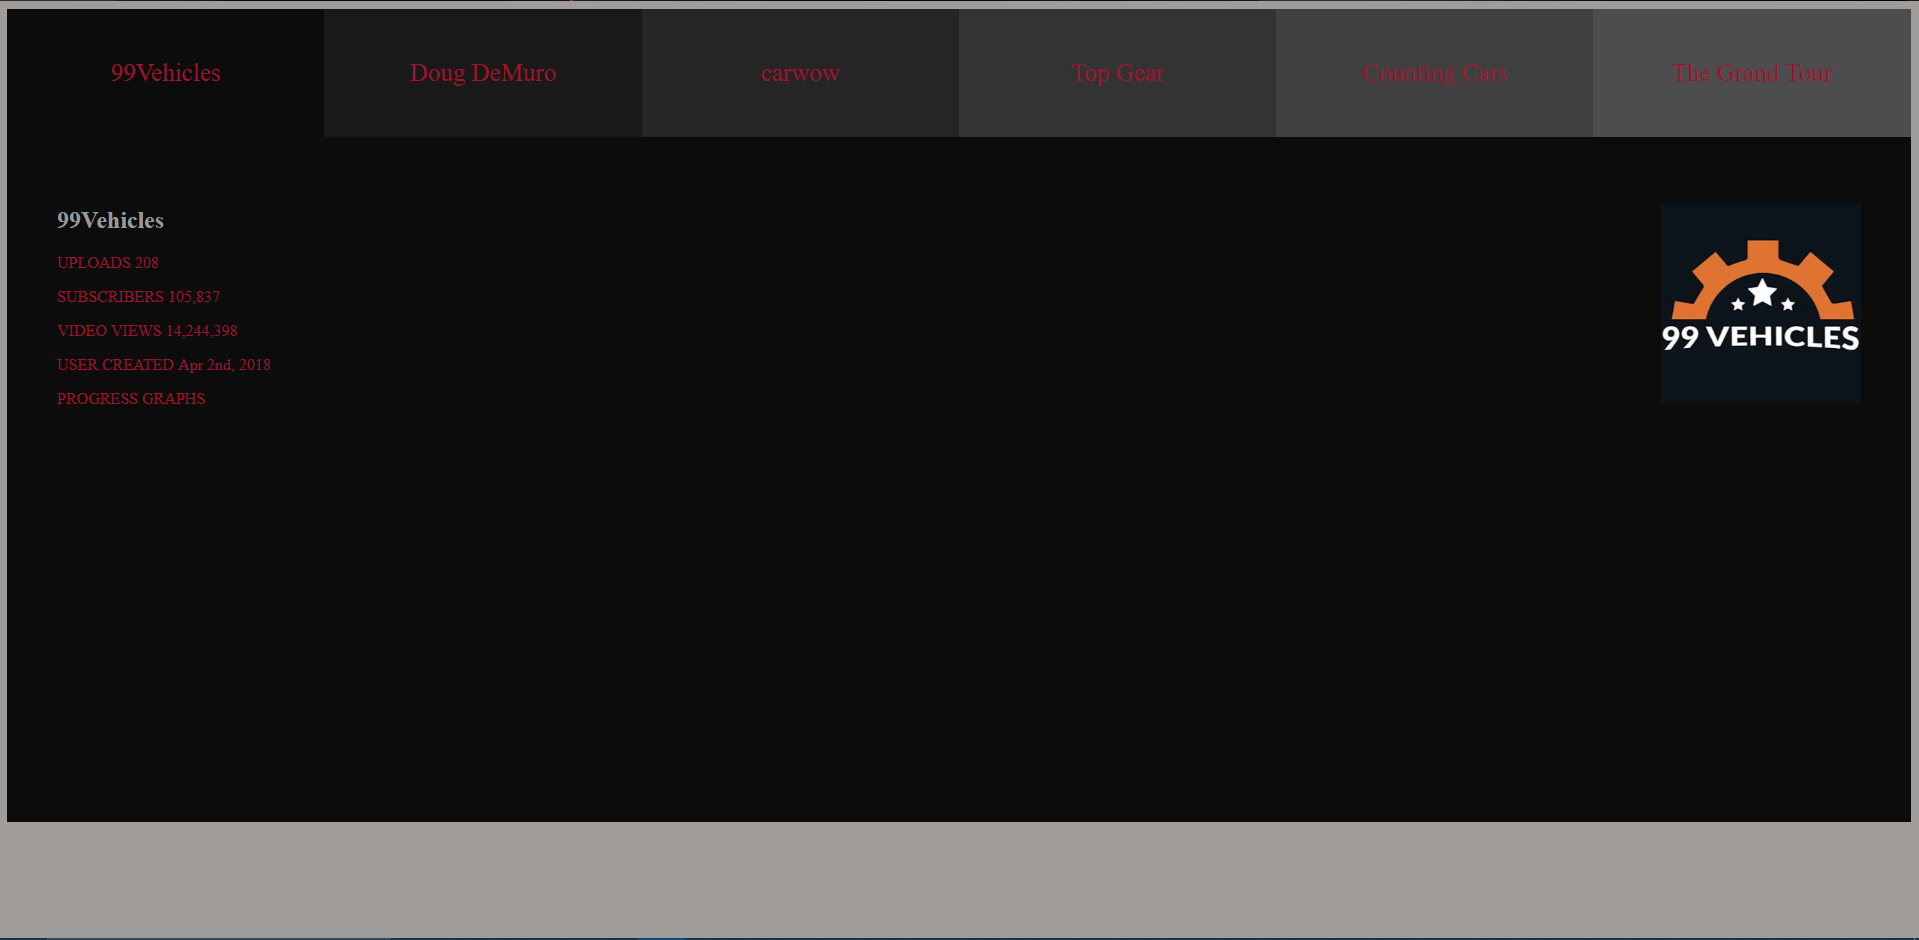 99Vehicles
Doug DeMuro
carwow
Top Gear
Counting Cars
The Grand Tour
99Vehicles
UPLOADS 208
SUBSCRIBERS 105,837
VIDEO VIEWS 14,244,398
USER CREATED Apr 2nd, 2018
PROGRESS GRAPHS
99 VEHICLES